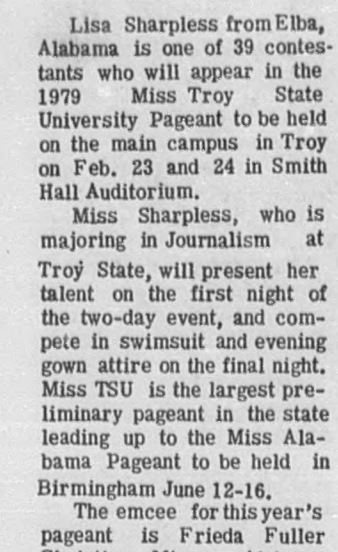 Lisa Sharpless from Elba,
Alabama is one of 39 contes-
tants who will appear in the
1979 Miss Troy State
University Pageant to be held
on the main campus in Troy
on Feb. 23 and 24 in Smith
Hall Auditorium.
Miss Sharpless, who is
majoring in Journalism at
Troy State, will present her
talent on the first night of
the two-day event, and com-
pete in swimsuit and evening
gown attire on the final night.
Miss TSU is the largest pre-
liminary pageant in the state
leading up to the Miss Ala-
bama Pageant to be held in
Birmingham June 12-16.
The emcee for this year's
pageant is Frieda Fuller